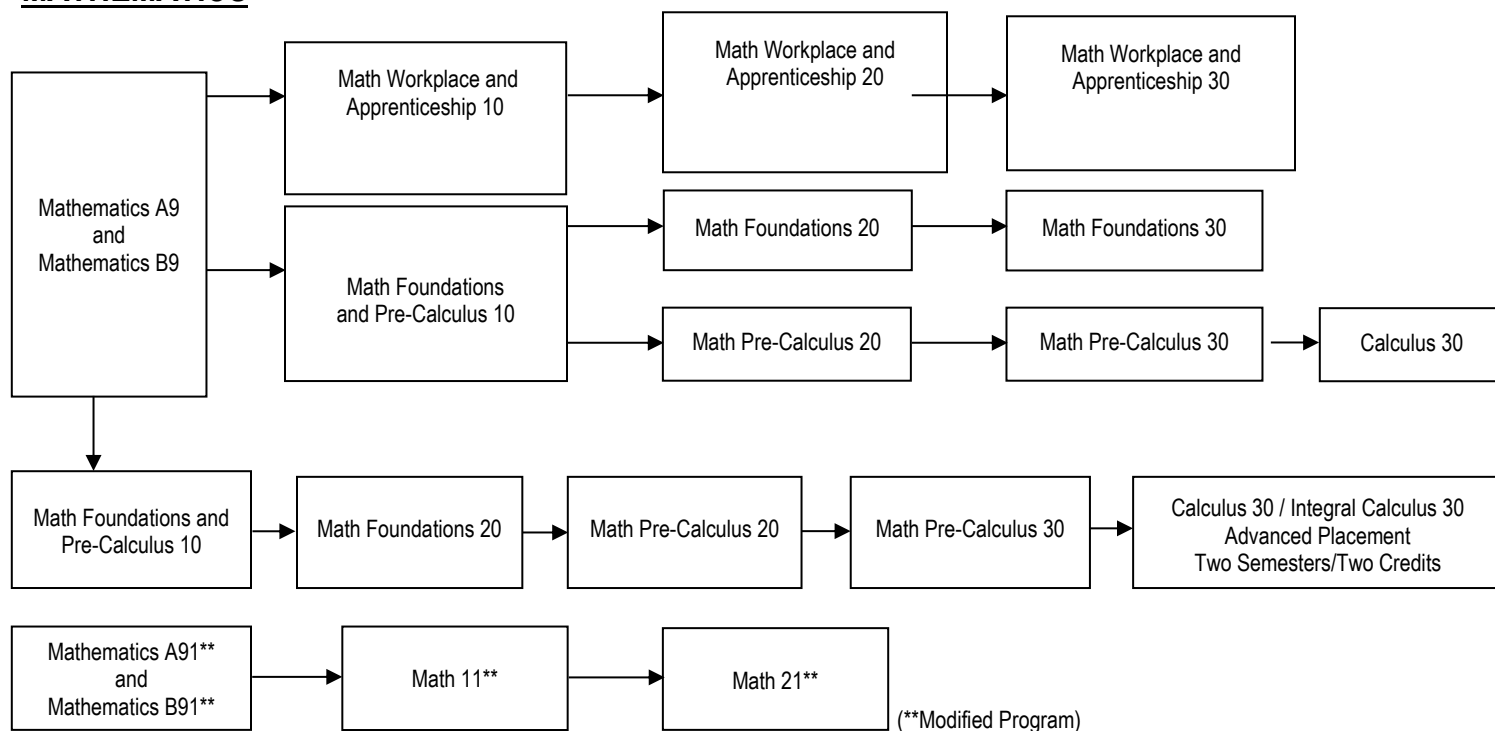 Math Workplace and
Apprenticeship 10
Math Workplace and
Apprenticeship 20
Math Workplace and
Apprenticeship 30
Mathematics A9
and
Mathematics B9
Math Foundations
and Pre-Calculus 10
Math Foundations 20
Math Foundations 30
Math Pre-Calculus 20
Math Pre-Calculus 30
Calculus 30
Math Foundations and
Pre-Calculus 10
Math Foundations 20
Math Pre-Calculus 20
Math Pre-Calculus 30
Calculus 30 / Integral Calculus 30
Advanced Placement
Two Semesters/Two Credits
Mathematics A91**
and
Mathematics B91**
Math 11**
Math 21**
(**Modified Program)